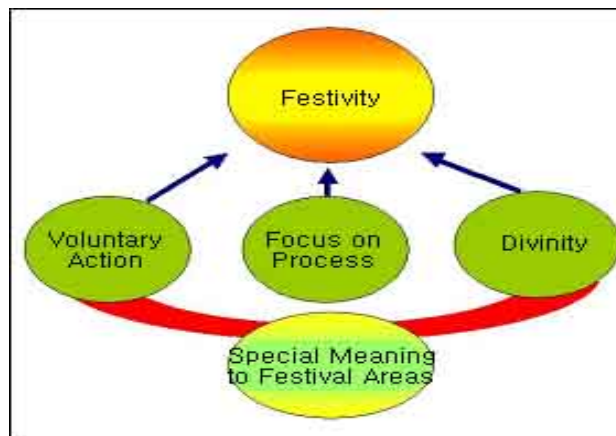 Festivity
Voluntary
Action
Focus on
Process
Divinity
Special Meaning
to Festival Areas